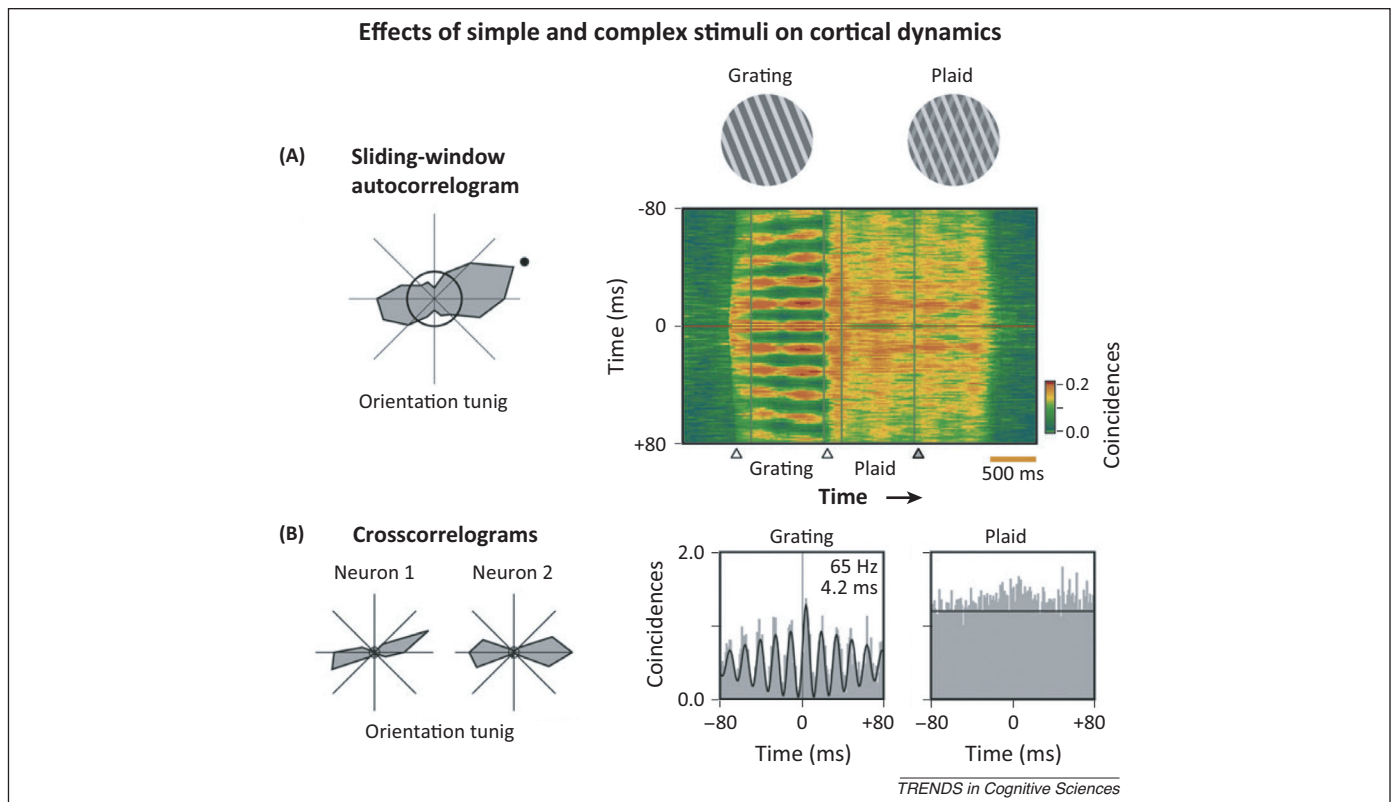 Effects of simple and complex stimuli on cortical dynamics
Grating
Plaid
(A) Sliding-window
autocorrelogram
Orientation tunig
-80
0
+80
Time (ms)
0.2
0.0
Coincidences
Grating
Plaid
500 ms
Time
(B) Crosscorrelograms
Neuron 1
Neuron 2
Orientation tunig
Grating
65 Hz
4.2 ms
2.0
1
0.0
Coincidences
−80 0 +80
Time (ms)
Plaid
−80 0 +80
Time (ms)
TRENDS in Cognitive Sciences